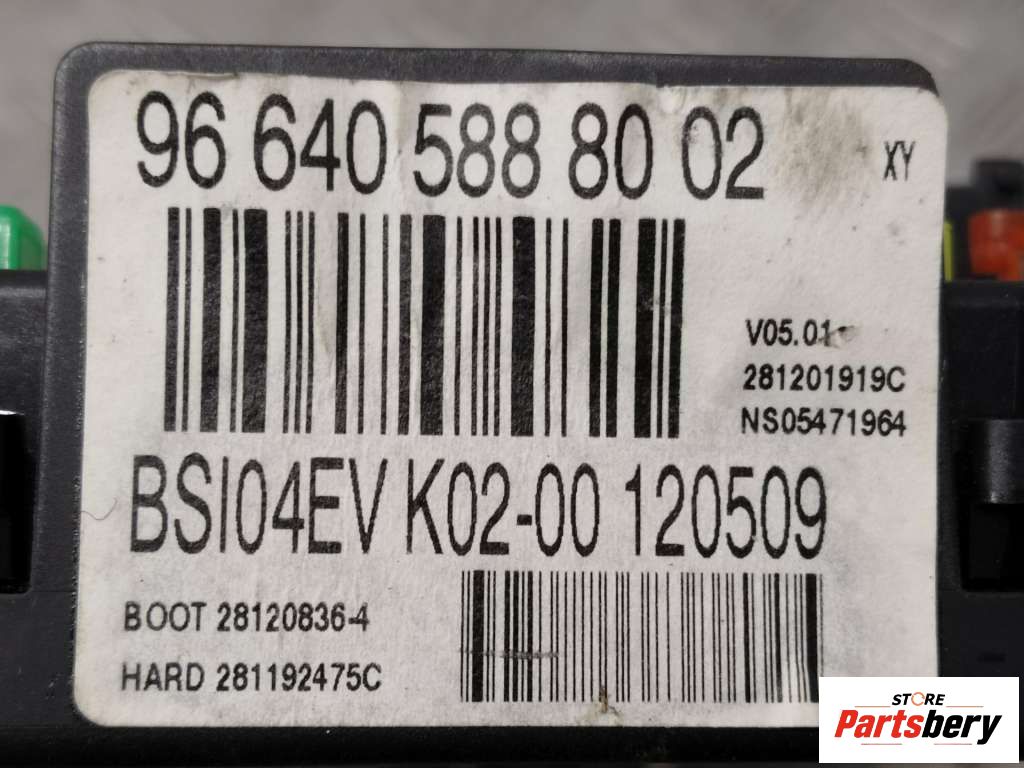 96 640 588 80 02
XY
V05.01
281201919C
NS05471964
BSI04EV K02-00 120509
BOOT 28120836-4
HARD 281192475C
STORE
Partsbery